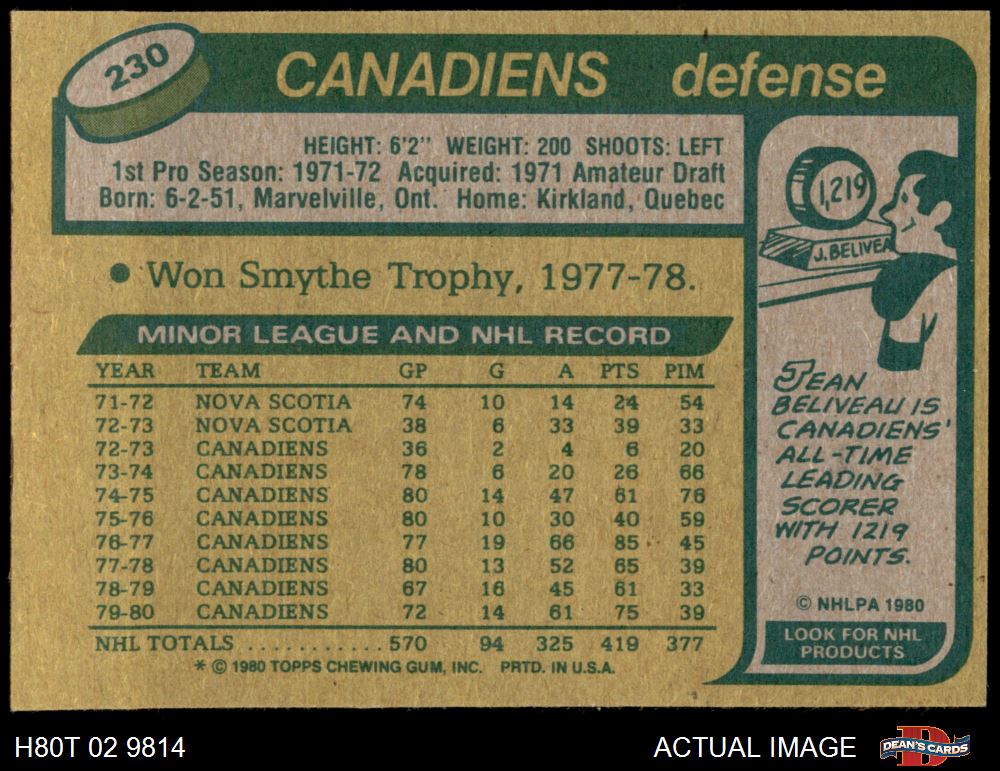 230
CANADIENS defense
HEIGHT: 6'2" WEIGHT: 200 SHOOTS: LEFT
1st Pro Season: 1971-72 Acquired: 1971 Amateur Draft
Born: 6-2-51, Marvelville, Ont. Home: Kirkland, Quebec
• Won Smythe Trophy, 1977-78.
MINOR LEAGUE AND NHL RECORD
YEAR TEAM GP G A PTS PIM
71-72 NOVA SCOTIA 74 10 14 24 54
72-73 NOVA SCOTIA 38 6 33 39 33
72-73 CANADIENS 36 2 4 6 20
73-74 CANADIENS 78 6 20 26 66
74-75 CANADIENS 80 14 47 61 76
75-76 CANADIENS 80 10 30 40 59
76-77 CANADIENS 77 19 66 85 45
77-78 CANADIENS 80 13 52 65 39
78-79 CANADIENS 67 16 45 61 33
79-80 CANADIENS 72 14 61 75 39
NHL TOTALS ........... 570 94 325 419 377
* © 1980 TOPPS CHEWING GUM, INC. PRTD. IN U.S.A.
1,219
J. BELIVEA
JEAN
BELIVEAU IS
CANADIENS'
ALL-TIME
LEADING
SCORER
WITH 1219
POINTS.
© NHLPA 1980
LOOK FOR NHL
PRODUCTS
H80T 02 9814 ACTUAL IMAGE
DEAN'S CARDS